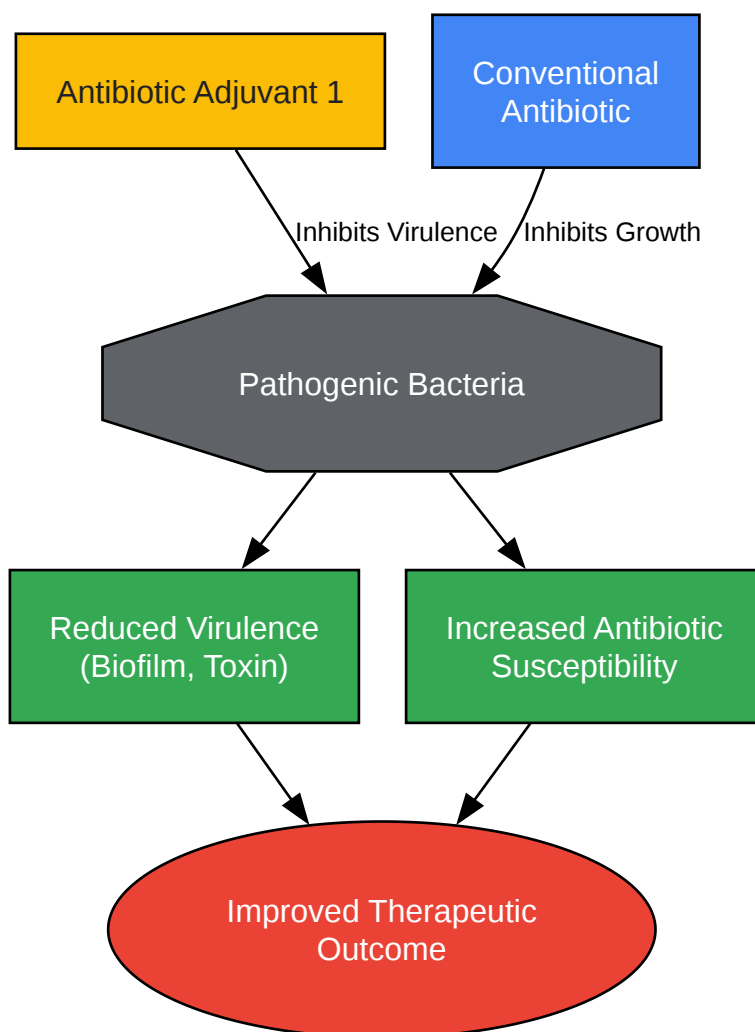 Antibiotic Adjuvant 1
Conventional
Antibiotic
Inhibits Virulence
Inhibits Growth
Pathogenic Bacteria
Reduced Virulence
(Biofilm, Toxin)
Increased Antibiotic
Susceptibility
Improved Therapeutic
Outcome